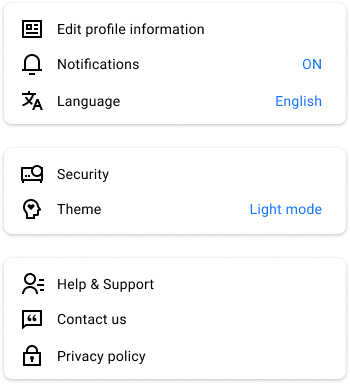 Edit profile information
Notifications ON
Language English
Security
Theme Light mode
Help & Support
Contact us
Privacy policy